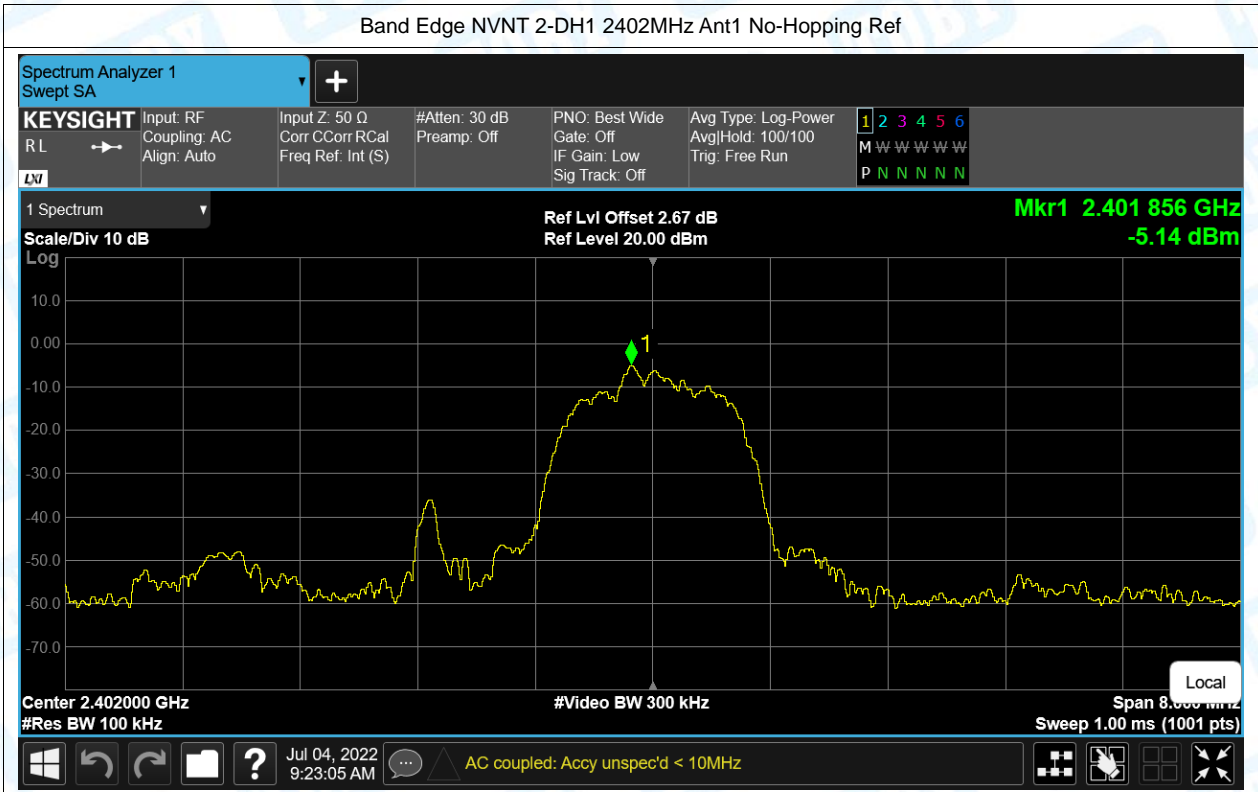 Band Edge NVNT 2-DH1 2402MHz Ant1 No-Hopping Ref
Spectrum Analyzer 1
Swept SA
KEYSIGHT
RL
LXI
Input: RF
Coupling: AC
Align: Auto
Input Z: 50 Ω
Corr CCorr RCal
Freq Ref: Int (S)
#Atten: 30 dB
Preamp: Off
PNO: Best Wide
Gate: Off
IF Gain: Low
Sig Track: Off
Avg Type: Log-Power
Avg|Hold: 100/100
Trig: Free Run
1 2 3 4 5 6
M W W W W W
P N N N N N
1 Spectrum
Scale/Div 10 dB
Ref Lvl Offset 2.67 dB
Ref Level 20.00 dBm
Mkr1 2.401 856 GHz
-5.14 dBm
Log
10.0
0.00
-10.0
-20.0
-30.0
-40.0
-50.0
-60.0
-70.0
1
Local
Center 2.402000 GHz
#Video BW 300 kHz
Span 8.000 MHz
#Res BW 100 kHz
Sweep 1.00 ms (1001 pts)
?
Jul 04, 2022
9:23:05 AM
AC coupled: Accy unspec'd < 10MHz